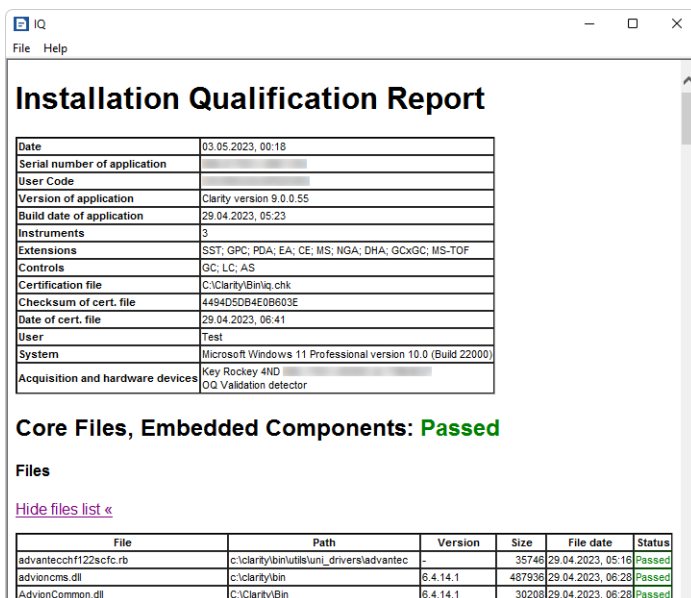 IQ
File Help
Installation Qualification Report
Date 03.05.2023, 00:18
Serial number of application
User Code
Version of application Clarity version 9.0.0.55
Build date of application 29.04.2023, 05:23
Instruments 3
Extensions SST; GPC; PDA; EA; CE; MS; NGA; DHA; GCxGC; MS-TOF
Controls GC; LC; AS
Certification file C:\Clarity\Bin\iq.chk
Checksum of cert. file 4494D5DB4E0B603E
Date of cert. file 29.04.2023, 06:41
User Test
System Microsoft Windows 11 Professional version 10.0 (Build 22000)
Acquisition and hardware devices Key Rockey 4ND
OQ Validation detector
Core Files, Embedded Components: Passed
Files
Hide files list «
File Path Version Size File date Status
advantecchf122scfc.rb c:\clarity\bin\utils\uni_drivers\advantec - 35746 29.04.2023, 05:16 Passed
advioncms.dll c:\clarity\bin 6.4.14.1 487936 29.04.2023, 06:28 Passed
AdvionCommon.dll C:\Clarity\Bin 6.4.14.1 30208 29.04.2023, 06:28 Passed